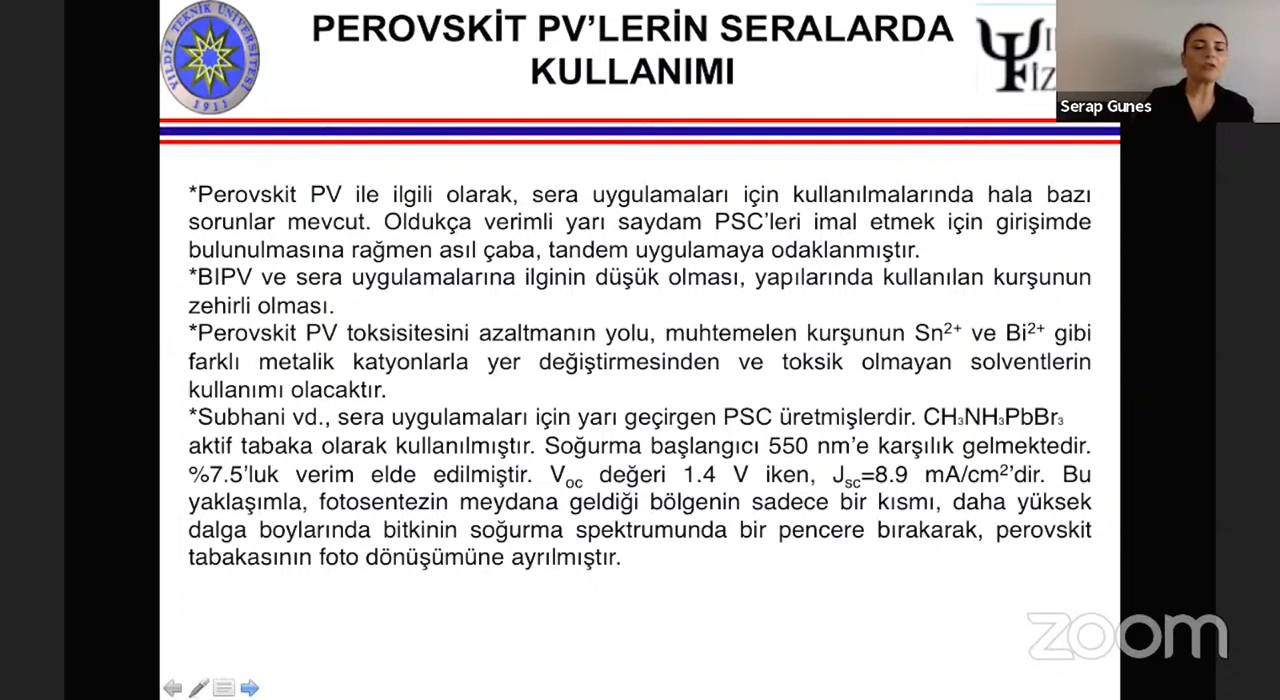 PEROVSKİT PV’LERİN SERALARDA
KULLANIMI
YILDIZ TEKNİK ÜNİVERSİTESİ
1911
Serap Gunes
*Perovskit PV ile ilgili olarak, sera uygulamaları için kullanılmalarında hala bazı
sorunlar mevcut. Oldukça verimli yarı saydam PSC’leri imal etmek için girişimde
bulunulmasına rağmen asıl çaba, tandem uygulamaya odaklanmıştır.
*BIPV ve sera uygulamalarına ilginin düşük olması, yapılarında kullanılan kurşunun
zehirli olması.
*Perovskit PV toksisitesini azaltmanın yolu, muhtemelen kurşunun Sn²⁺ ve Bi²⁺ gibi
farklı metalik katyonlarla yer değiştirmesinden ve toksik olmayan solventlerin
kullanımı olacaktır.
*Subhani vd., sera uygulamaları için yarı geçirgen PSC üretmişlerdir. CH₃NH₃PbBr₃
aktif tabaka olarak kullanılmıştır. Soğurma başlangıcı 550 nm’e karşılık gelmektedir.
%7.5’luk verim elde edilmiştir. Voc değeri 1.4 V iken, Jsc=8.9 mA/cm²’dir. Bu
yaklaşımla, fotosentezin meydana geldiği bölgenin sadece bir kısmı, daha yüksek
dalga boylarında bitkinin soğurma spektrumunda bir pencere bırakarak, perovskit
tabakasının foto dönüşümüne ayrılmıştır.
zoom